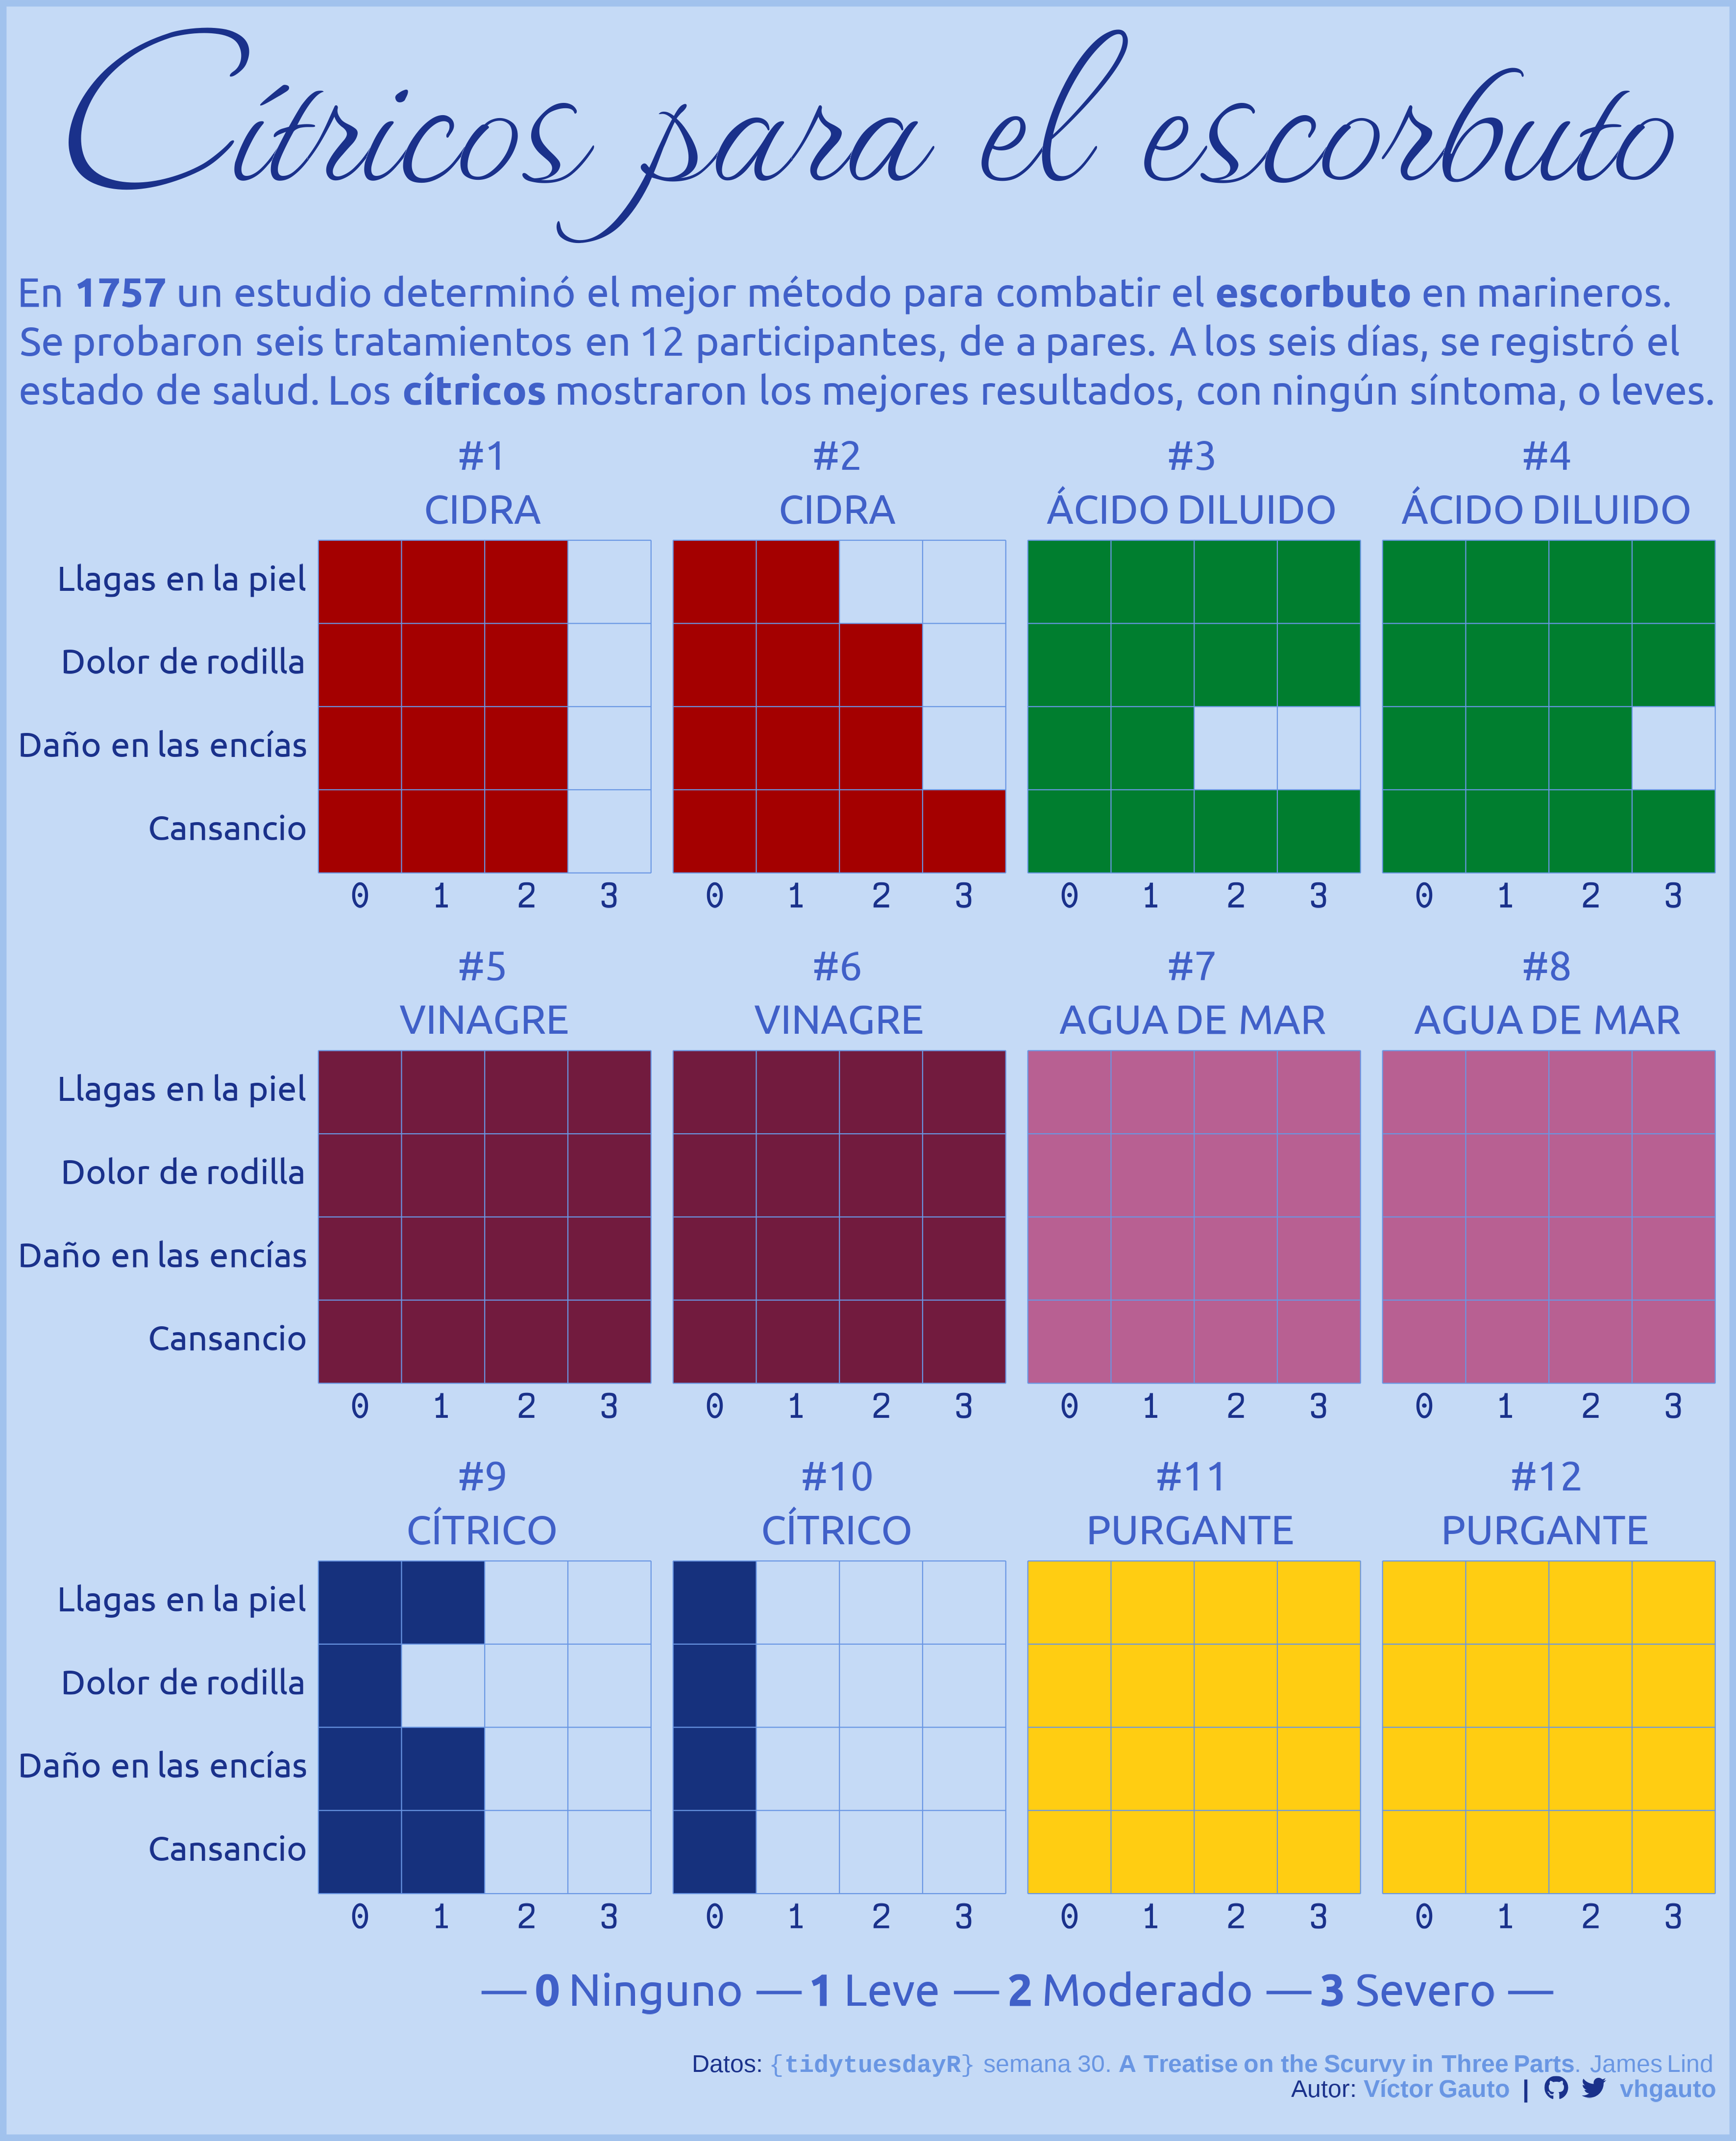 Cítricos para el escorbuto
En 1757 un estudio determinó el mejor método para combatir el escorbuto en marineros.
Se probaron seis tratamientos en 12 participantes, de a pares. A los seis días, se registró el
estado de salud. Los cítricos mostraron los mejores resultados, con ningún síntoma, o leves.
#1 #2 #3 #4
CIDRA CIDRA ÁCIDO DILUIDO ÁCIDO DILUIDO
Llagas en la piel
Dolor de rodilla
Daño en las encías
Cansancio
0 1 2 3 0 1 2 3 0 1 2 3 0 1 2 3
#5 #6 #7 #8
VINAGRE VINAGRE AGUA DE MAR AGUA DE MAR
Llagas en la piel
Dolor de rodilla
Daño en las encías
Cansancio
0 1 2 3 0 1 2 3 0 1 2 3 0 1 2 3
#9 #10 #11 #12
CÍTRICO CÍTRICO PURGANTE PURGANTE
Llagas en la piel
Dolor de rodilla
Daño en las encías
Cansancio
0 1 2 3 0 1 2 3 0 1 2 3 0 1 2 3
— 0 Ninguno — 1 Leve — 2 Moderado — 3 Severo —
Datos: {tidytuesdayR} semana 30. A Treatise on the Scurvy in Three Parts. James Lind
Autor: Víctor Gauto | vhgauto